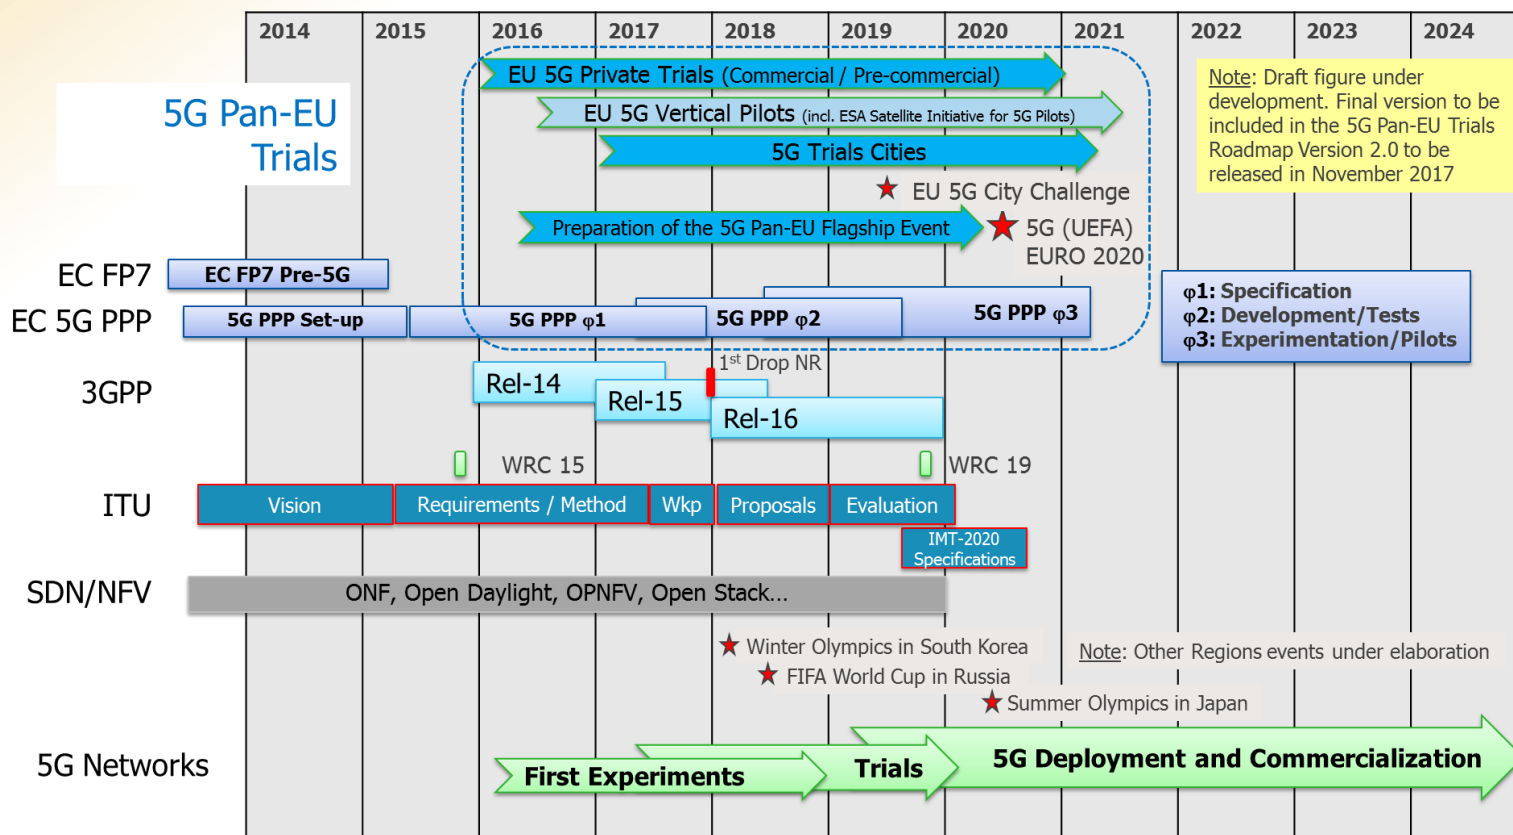 2014 2015 2016 2017 2018 2019 2020 2021 2022 2023 2024
5G Pan-EU
Trials
EU 5G Private Trials (Commercial / Pre-commercial)
EU 5G Vertical Pilots (incl. ESA Satellite Initiative for 5G Pilots)
5G Trials Cities
EU 5G City Challenge
Preparation of the 5G Pan-EU Flagship Event
5G (UEFA)
EURO 2020
Note: Draft figure under
development. Final version to be
included in the 5G Pan-EU Trials
Roadmap Version 2.0 to be
released in November 2017
EC FP7
EC FP7 Pre-5G
EC 5G PPP
5G PPP Set-up
5G PPP φ1
5G PPP φ2
5G PPP φ3
φ1: Specification
φ2: Development/Tests
φ3: Experimentation/Pilots
3GPP
1st Drop NR
Rel-14
Rel-15
Rel-16
WRC 15
WRC 19
ITU
Vision
Requirements / Method
Wkp
Proposals
Evaluation
IMT-2020
Specifications
SDN/NFV
ONF, Open Daylight, OPNFV, Open Stack...
Winter Olympics in South Korea
FIFA World Cup in Russia
Summer Olympics in Japan
Note: Other Regions events under elaboration
5G Networks
First Experiments
Trials
5G Deployment and Commercialization